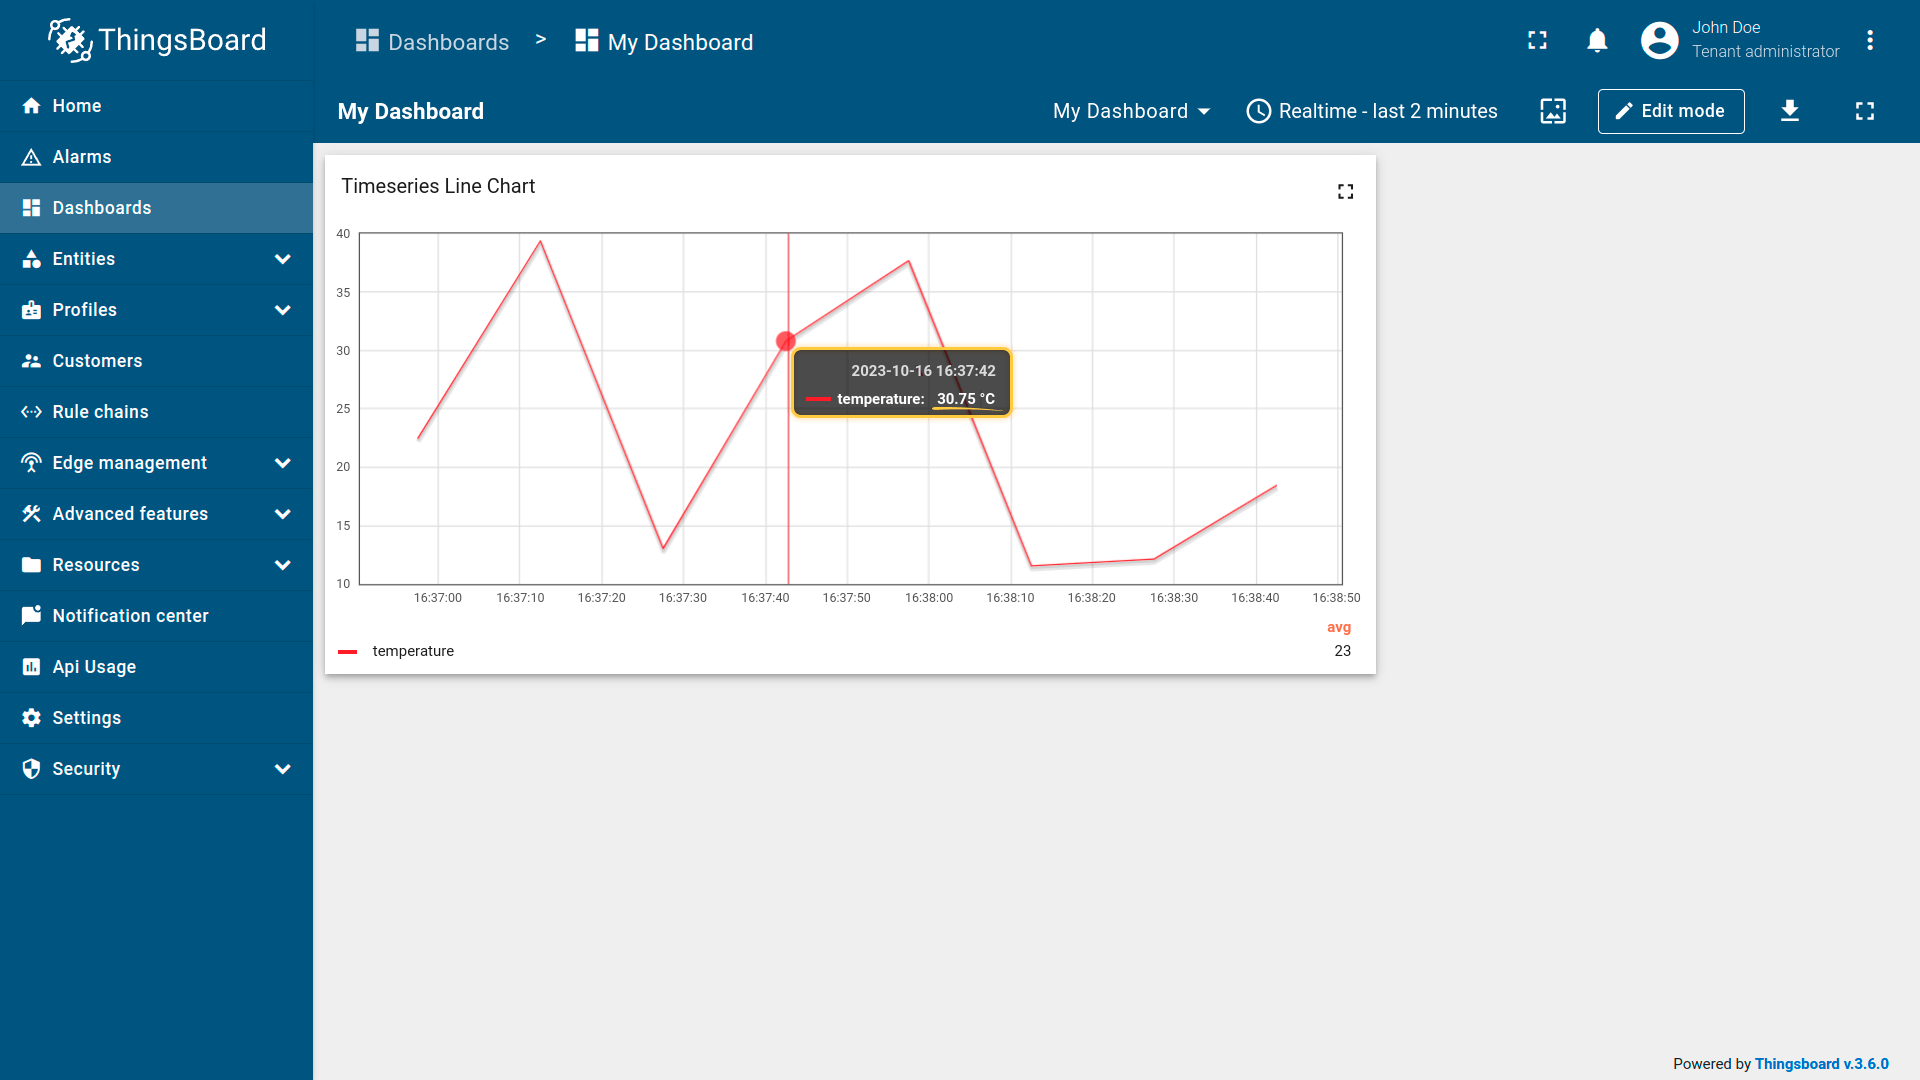 ThingsBoard
Dashboards > My Dashboard
John Doe
Tenant administrator
Home
Alarms
Dashboards
Entities
Profiles
Customers
Rule chains
Edge management
Advanced features
Resources
Notification center
Api Usage
Settings
Security
My Dashboard
My Dashboard
Realtime - last 2 minutes
Edit mode
Timeseries Line Chart
40
35
30
25
20
15
10
2023-10-16 16:37:42
temperature: 30.75 °C
16:37:00 16:37:10 16:37:20 16:37:30 16:37:40 16:37:50 16:38:00 16:38:10 16:38:20 16:38:30 16:38:40 16:38:50
avg
temperature 23
Powered by Thingsboard v.3.6.0